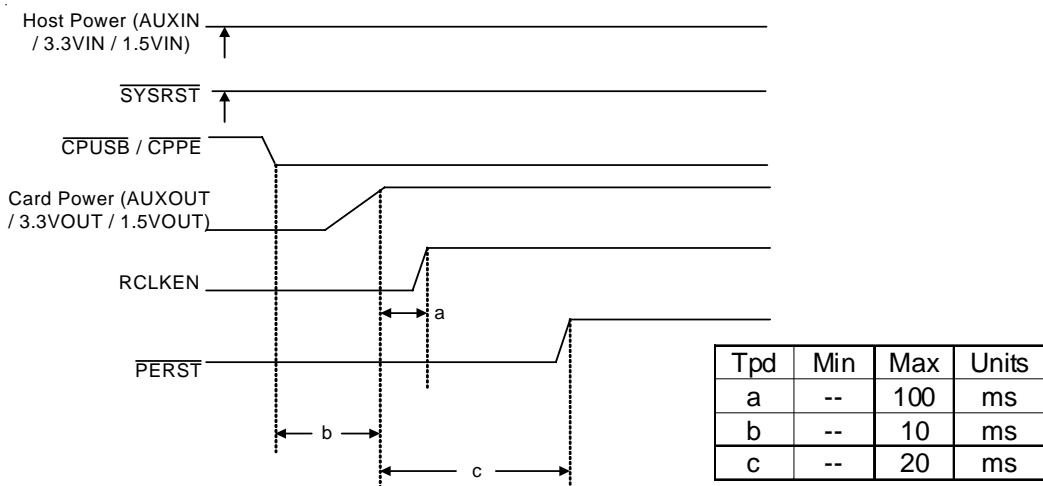 Host Power (AUXIN
/ 3.3VIN / 1.5VIN)
SYSRST
CPUSB / CPPE
Card Power (AUXOUT
/ 3.3VOUT / 1.5VOUT)
RCLKEN
a
PERST
b
c
Tpd Min Max Units
a -- 100 ms
b -- 10 ms
c -- 20 ms